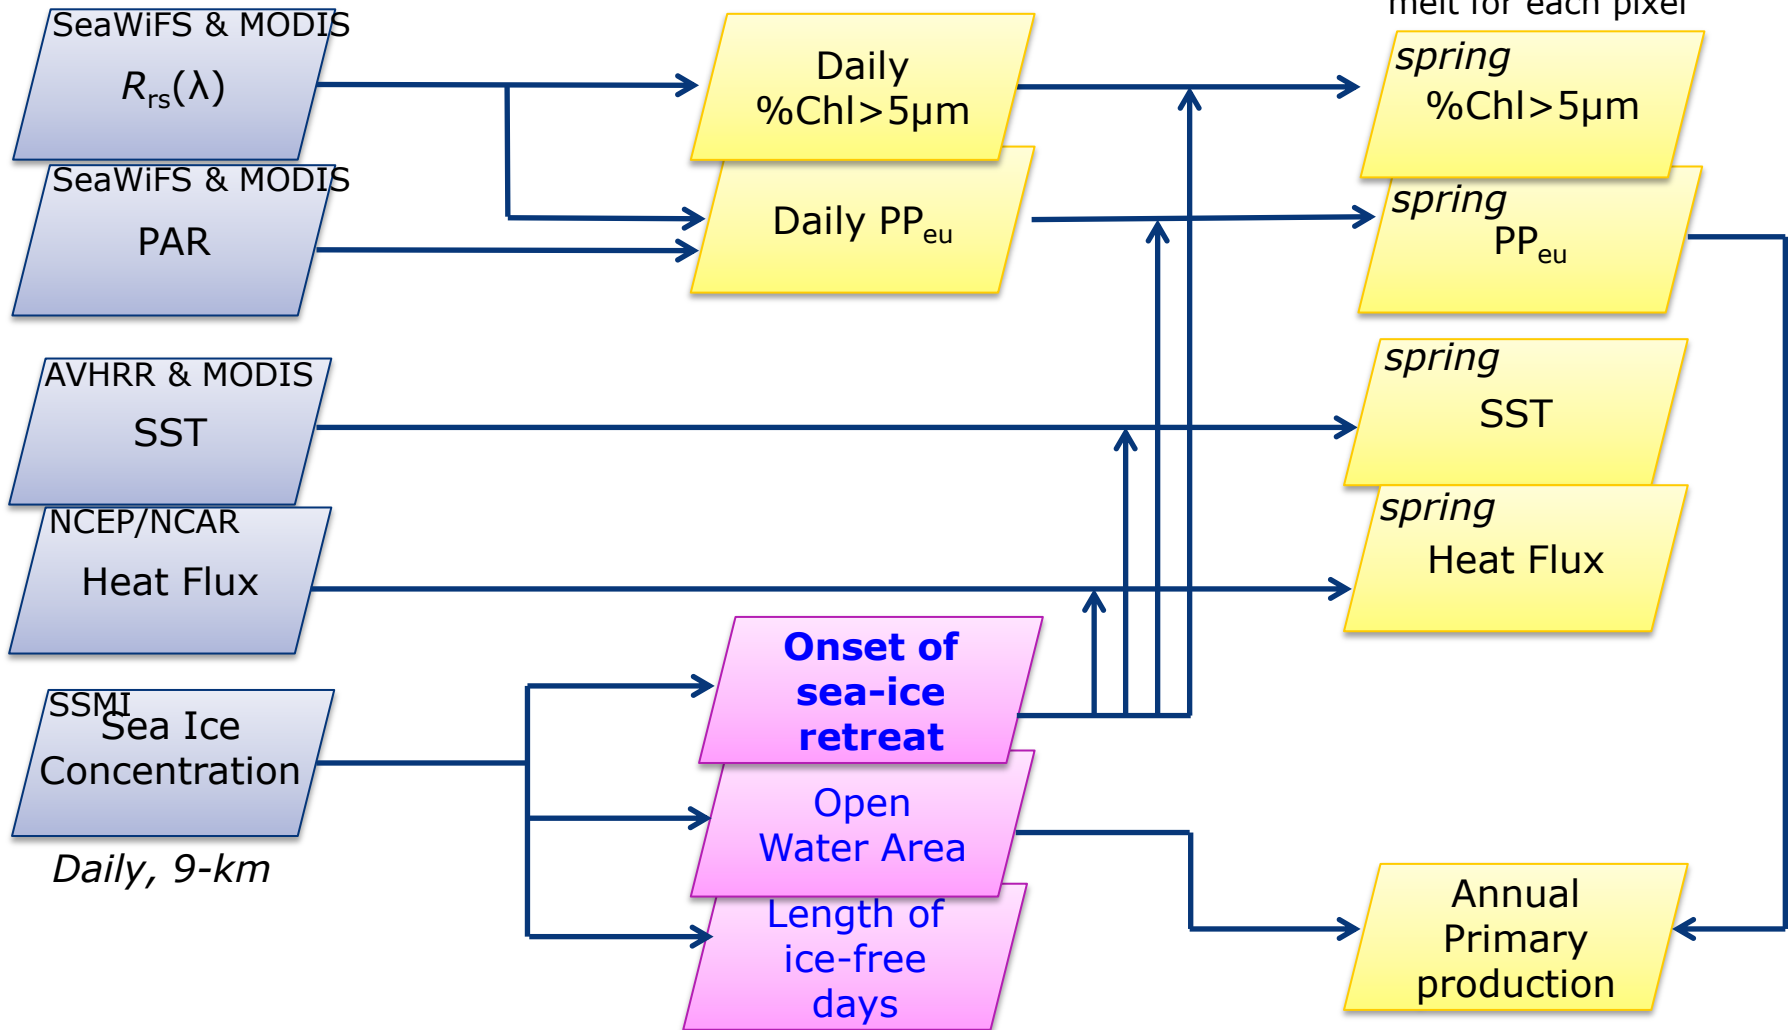 melt for each pixel
SeaWiFS & MODIS
Rrs(λ)
Daily
%Chl>5µm
spring
%Chl>5µm
SeaWiFS & MODIS
PAR
Daily PPeu
spring
PPeu
AVHRR & MODIS
SST
spring
SST
NCEP/NCAR
Heat Flux
spring
Heat Flux
SSMI
Sea Ice
Concentration
Daily, 9-km
Onset of
sea-ice
retreat
Open
Water Area
Length of
ice-free
days
Annual
Primary
production